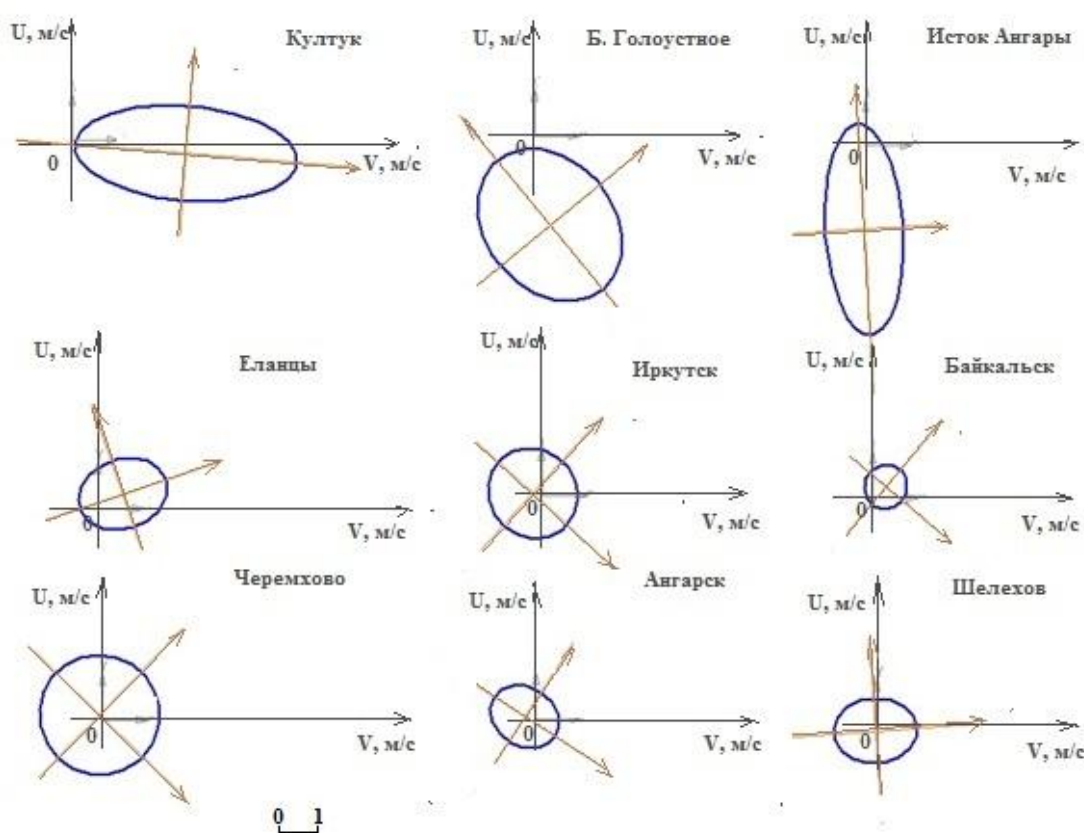 U, м/с
Култук
0
V, м/с
U, м/с
Б. Голоустное
0
V, м/с
U, м/с
Исток Ангары
0
V, м/с
U, м/с
Еланцы
0
V, м/с
U, м/с
Иркутск
0
V, м/с
U, м/с
Байкальск
0
V, м/с
U, м/с
Черемхово
0
V, м/с
U, м/с
Ангарск
0
V, м/с
U, м/с
Шелехов
0
V, м/с
0 1